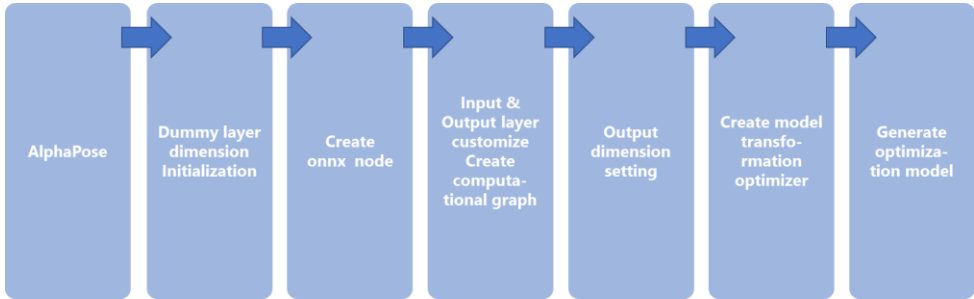 AlphaPose
Dummy layer
dimension
Initialization
Create
onnx node
Input &
Output layer
customize
Create
computa-
tional graph
Output
dimension
setting
Create model
transfo-
rmation
optimizer
Generate
optimiza-
tion model